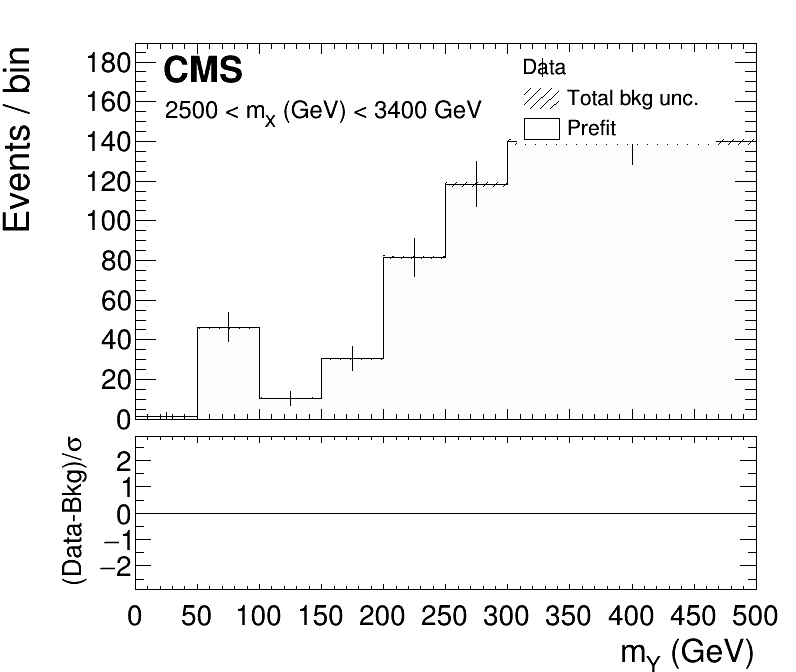 CMS
2500 < mX (GeV) < 3400 GeV
Data
Total bkg unc.
Prefit
Events / bin
180
160
140
120
100
80
60
40
20
0
(Data-Bkg)/σ
2
1
0
−1
−2
0 50 100 150 200 250 300 350 400 450 500
mY (GeV)